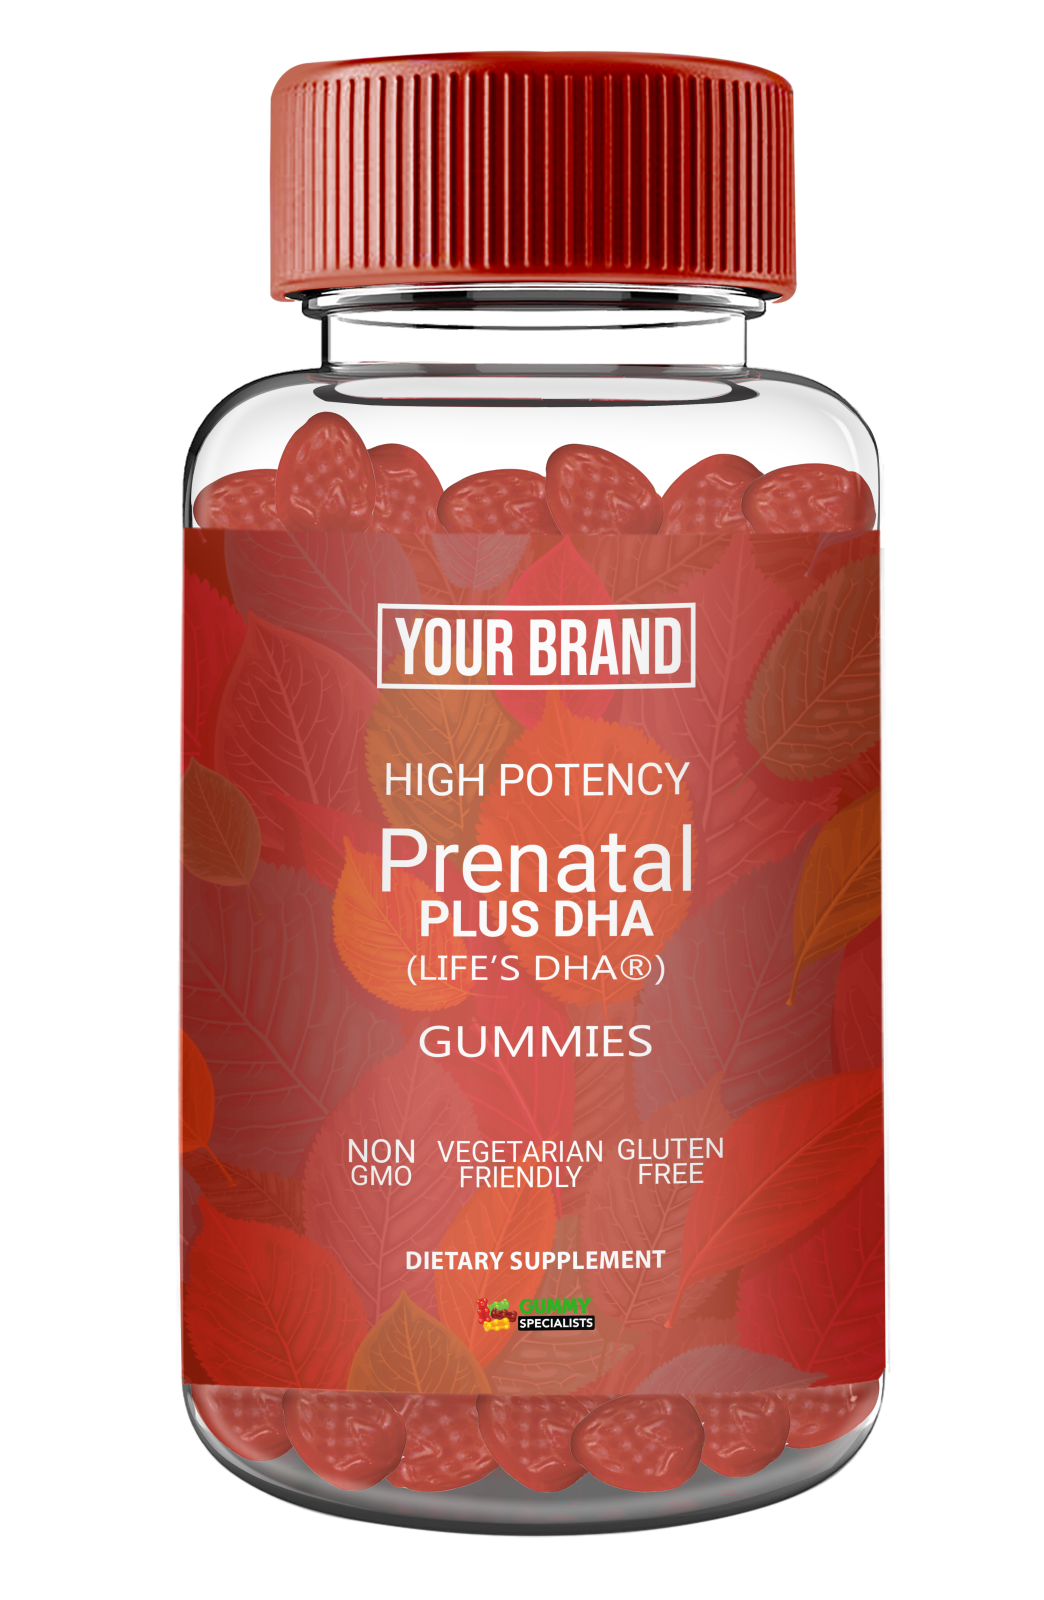 YOUR BRAND
HIGH POTENCY
Prenatal
PLUS DHA
(LIFE'S DHA®)
GUMMIES
NON GMO
VEGETARIAN FRIENDLY
GLUTEN FREE
DIETARY SUPPLEMENT
GUMMY
SPECIALISTS